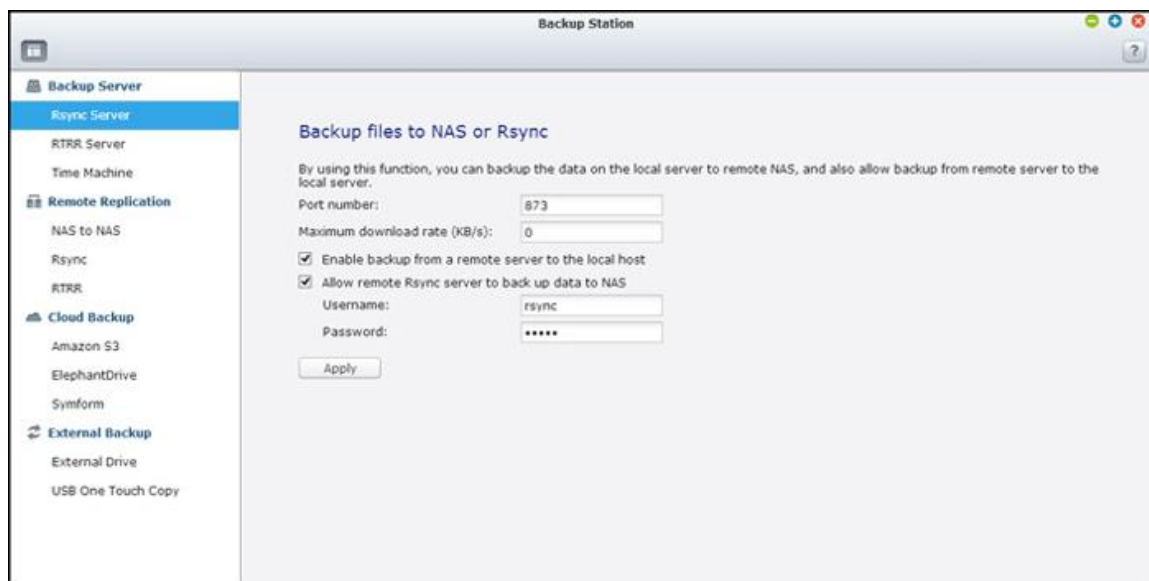 Backup Station
?
Backup Server
Rsync Server
RTRR Server
Time Machine
Remote Replication
NAS to NAS
Rsync
RTRR
Cloud Backup
Amazon S3
ElephantDrive
Symform
External Backup
External Drive
USB One Touch Copy
Backup files to NAS or Rsync
By using this function, you can backup the data on the local server to remote NAS, and also allow backup from remote server to the
local server.
Port number: 873
Maximum download rate (KB/s): 0
Enable backup from a remote server to the local host
Allow remote Rsync server to back up data to NAS
Username: rsync
Password: •••••
Apply